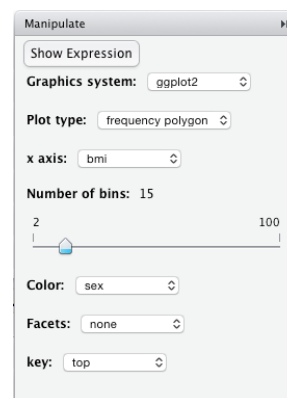 Manipulate
Show Expression
Graphics system: ggplot2
Plot type: frequency polygon
x axis: bmi
Number of bins: 15
2 100
Color: sex
Facets: none
key: top